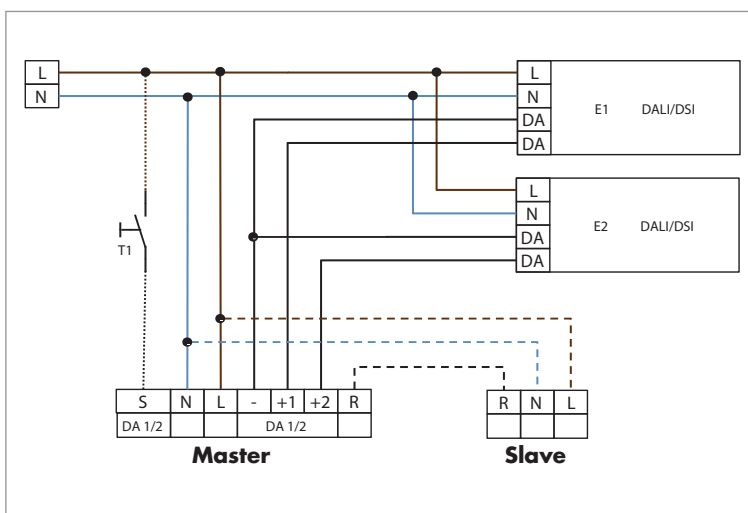 L
N
L
N
DA
DA
E1 DALI/DSI
L
N
DA
DA
E2 DALI/DSI
T1
S N L - +1 +2 R
DA 1/2 DA 1/2
Master
R N L
Slave